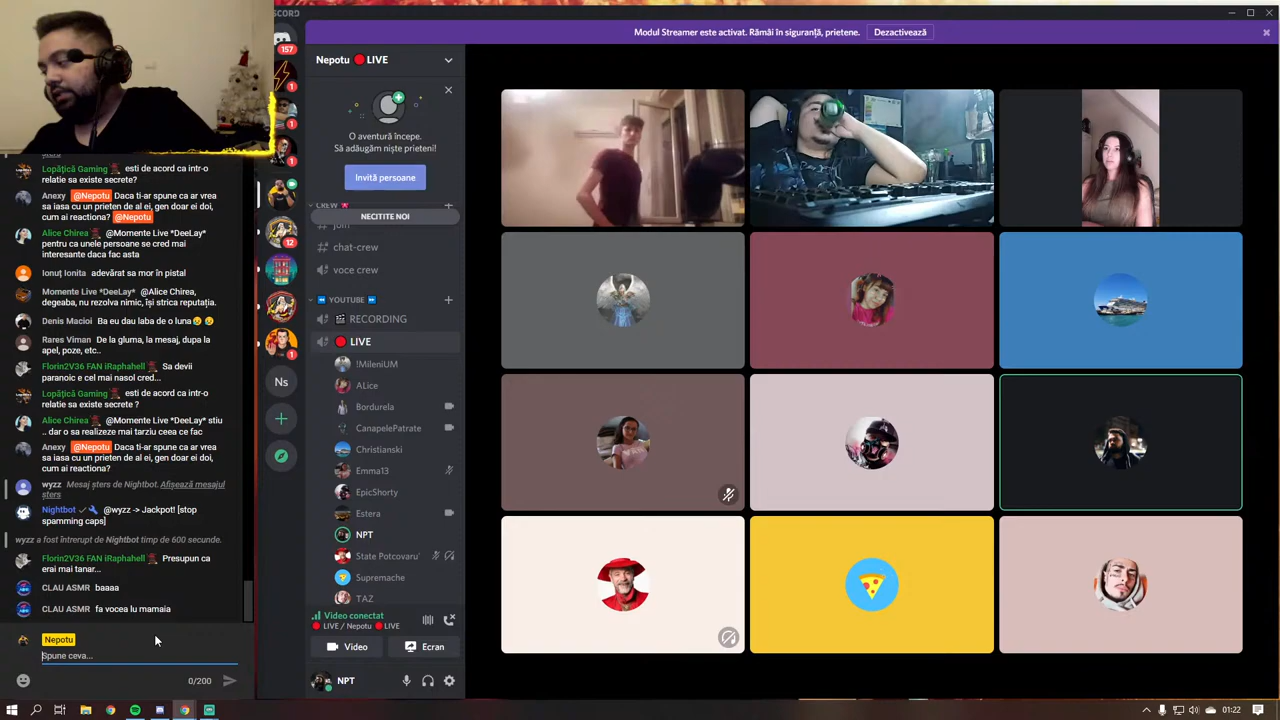 DISCORD
Modul Streamer este activat. Rămâi în siguranță, prietene.
Dezactivează
157
1
1
1
12
1
Ns
Lopățică Gaming esti de acord ca intr-o
relatie sa existe secrete?
Anexy @Nepotu Daca ti-ar spune ca ar vrea
sa iasa cu un prieten de al ei, gen doar ei doi,
cum ai reactiona? @Nepotu
Alice Chirea @Momente Live *DeeLay*
pentru ca unele persoane se cred mai
interesante daca fac asta
Ionuț Ionita adevărat sa mor în pistal
Momente Live *DeeLay* @Alice Chirea,
degeaba, nu rezolva nimic, își strica reputația.
Denis Macioi Ba eu dau laba de o luna
Rares Viman De la gluma, la mesaj, dupa la
apel, poze, etc..
Florin2V36 FAN iRaphahell Sa devii
paranoic e cel mai nasol cred...
Lopățică Gaming esti de acord ca intr-o
relatie sa existe secrete ?
Alice Chirea @Momente Live *DeeLay* stiu
.. dar o sa realizeze mai tarziu ceea ce fac
Anexy @Nepotu Daca ti-ar spune ca ar vrea
sa iasa cu un prieten de al ei, gen doar ei doi,
cum ai reactiona?
wyzz Mesaj șters de Nightbot. Afișează mesajul
șters
Nightbot @wyzz -> Jackpot! [stop
spamming caps]
wyzz a fost întrerupt de Nightbot timp de 600 secunde.
Florin2V36 FAN iRaphahell Presupun ca
erai mai tanar...
CLAU ASMR baaaa
CLAU ASMR fa vocea lu mamaia
Nepotu
Spune ceva...
0/200
Nepotu LIVE
O aventură începe.
Să adăugăm niște prieteni!
Invită persoane
CREW
NECITITE NOI
join
chat-crew
voce crew
YOUTUBE
RECORDING
LIVE
!MileniUM
ALice
Bordurela
CanapelePatrate
Christianski
Emma13
EpicShorty
Estera
NPT
State Potcovaru'
Supremache
TAZ
Video conectat
LIVE / Nepotu LIVE
Video
Ecran
NPT
01:22